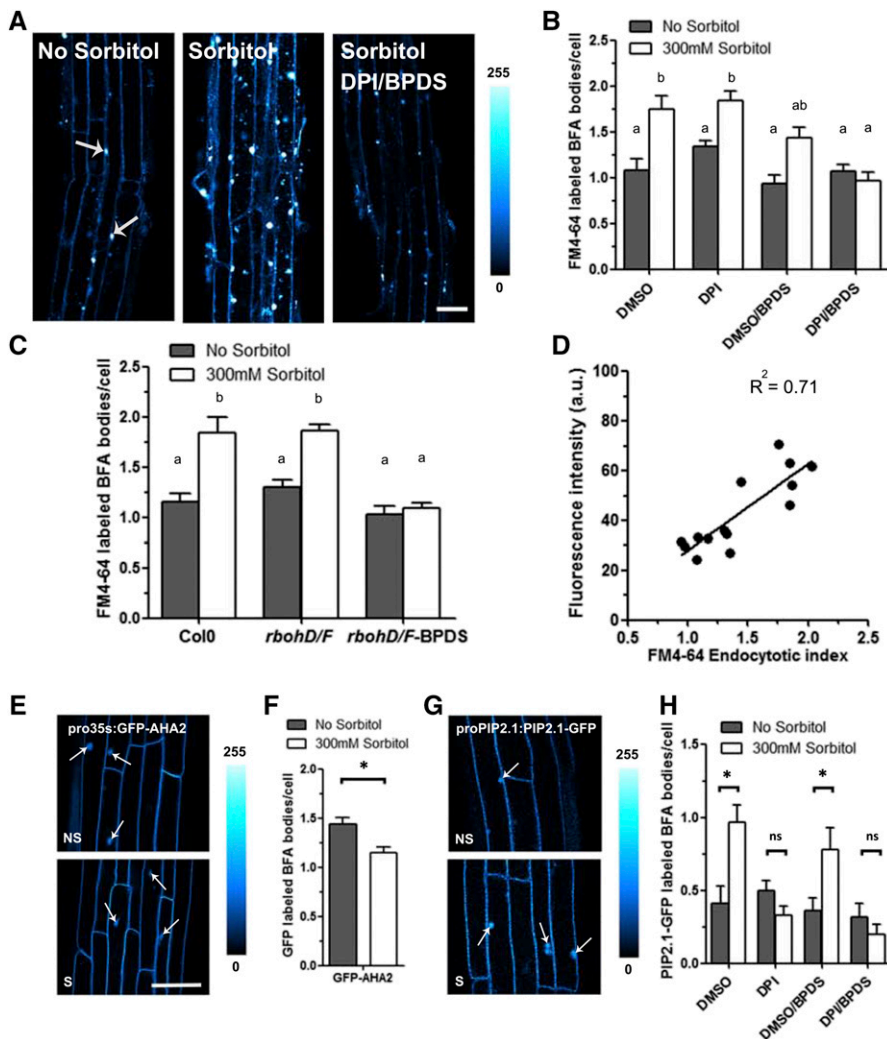 A
No Sorbitol
Sorbitol
Sorbitol
DPI/BPDS
255
0
B
No Sorbitol
300mM Sorbitol
FM4-64 labeled BFA bodies/cell
2.5
2.0
1.5
1.0
0.5
0.0
a b a b a ab a a
DMSO
DPI
DMSO/BPDS
DPI/BPDS
C
No Sorbitol
300mM Sorbitol
FM4-64 labeled BFA bodies/cell
2.5
2.0
1.5
1.0
0.5
0.0
a b a b a a
Col0
rbohD/F
rbohD/F-BPDS
D
R2 = 0.71
Fluorescence intensity (a.u.)
100
80
60
40
20
0
0.5 1.0 1.5 2.0 2.5
FM4-64 Endocytotic index
E
pro35s:GFP-AHA2
NS
S
255
0
F
No Sorbitol
300mM Sorbitol
GFP labeled BFA bodies/cell
2.0
1.5
1.0
0.5
0.0
*
GFP-AHA2
G
proPIP2.1:PIP2.1-GFP
NS
S
255
0
H
No Sorbitol
300mM Sorbitol
PIP2.1-GFP labeled BFA bodies/cell
1.5
1.0
0.5
0.0
* ns * ns
DMSO
DPI
DMSO/BPDS
DPI/BPDS